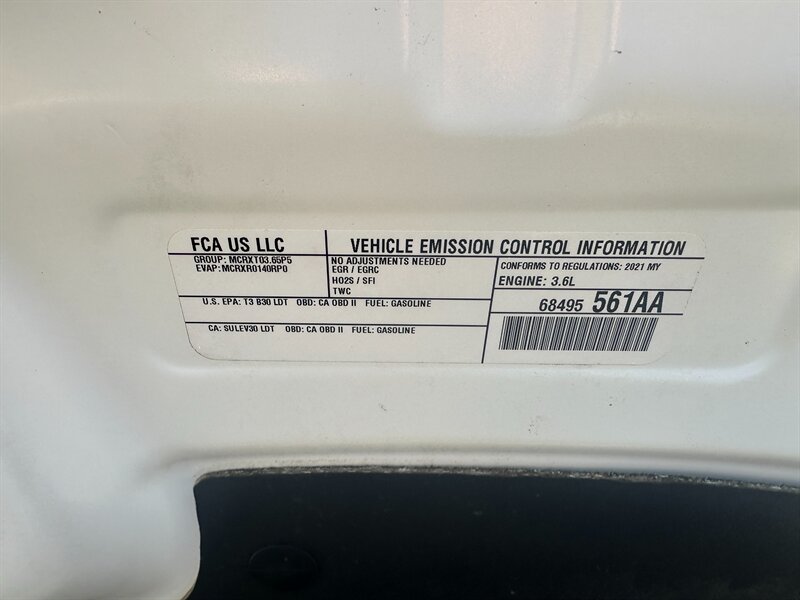 FCA US LLC
VEHICLE EMISSION CONTROL INFORMATION
GROUP: MCRXT03.65P5
EVAP: MCRXR0140RP0
NO ADJUSTMENTS NEEDED
EGR / EGRC
HO2S / SFI
TWC
CONFORMS TO REGULATIONS: 2021 MY
ENGINE: 3.6L
U.S. EPA: T3 B30 LDT OBD: CA OBD II FUEL: GASOLINE
68495 561AA
CA: SULEV30 LDT OBD: CA OBD II FUEL: GASOLINE